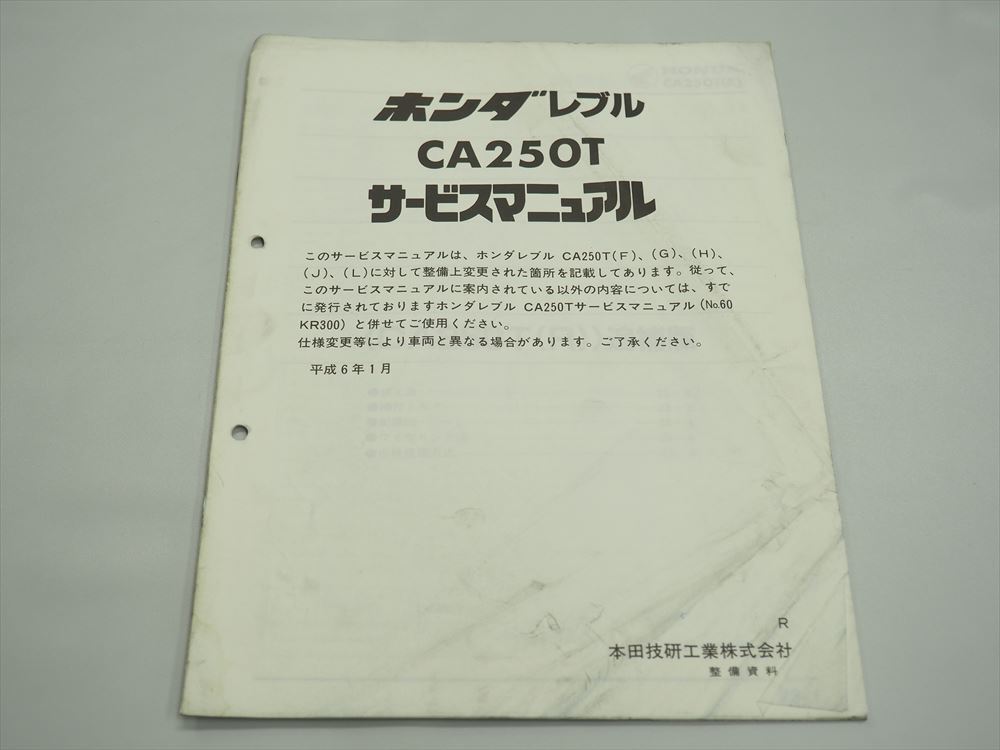 ホンダレブル
CA250T
サービスマニュアル
このサービスマニュアルは、ホンダレブル CA250T(F)、(G)、(H)、
(J)、(L)に対して整備上変更された箇所を記載してあります。従って、
このサービスマニュアルに案内されている以外の内容については、すで
に発行されておりますホンダレブル CA250Tサービスマニュアル(No.60
KR300)と併せてご使用ください。
仕様変更等により車両と異なる場合があります。ご了承ください。
平成6年1月
R
本田技研工業株式会社
整備資料